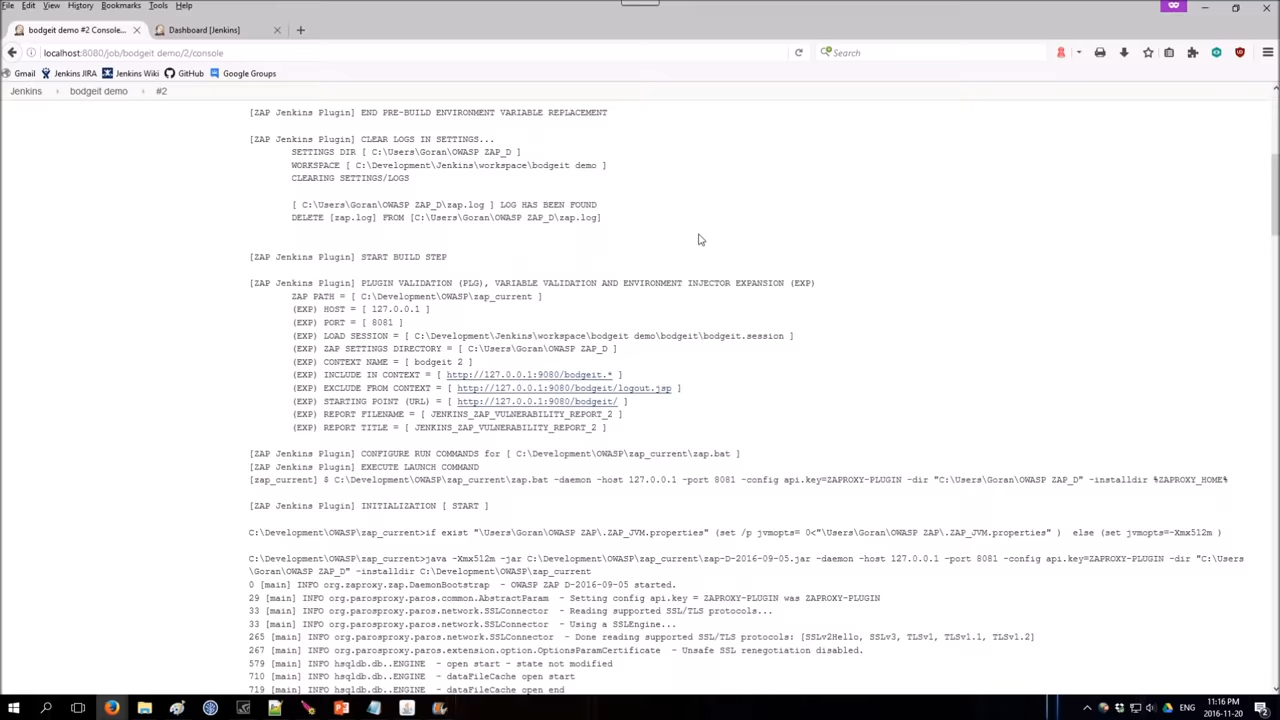 File Edit View History Bookmarks Tools Help
bodgeit demo #2 Console...
Dashboard [Jenkins]
localhost:8080/job/bodgeit demo/2/console
Search
Gmail Jenkins JIRA Jenkins Wiki GitHub Google Groups
Jenkins bodgeit demo #2
[ZAP Jenkins Plugin] END PRE-BUILD ENVIRONMENT VARIABLE REPLACEMENT
[ZAP Jenkins Plugin] CLEAR LOGS IN SETTINGS...
SETTINGS DIR [ C:\Users\Goran\OWASP ZAP_D ]
WORKSPACE [ C:\Development\Jenkins\workspace\bodgeit demo ]
CLEARING SETTINGS/LOGS
[ C:\Users\Goran\OWASP ZAP_D\zap.log ] LOG HAS BEEN FOUND
DELETE [zap.log] FROM [C:\Users\Goran\OWASP ZAP_D\zap.log]
[ZAP Jenkins Plugin] START BUILD STEP
[ZAP Jenkins Plugin] PLUGIN VALIDATION (PLG), VARIABLE VALIDATION AND ENVIRONMENT INJECTOR EXPANSION (EXP)
ZAP PATH = [ C:\Development\OWASP\zap_current ]
(EXP) HOST = [ 127.0.0.1 ]
(EXP) PORT = [ 8081 ]
(EXP) LOAD SESSION = [ C:\Development\Jenkins\workspace\bodgeit demo\bodgeit\bodgeit.session ]
(EXP) ZAP SETTINGS DIRECTORY = [ C:\Users\Goran\OWASP ZAP_D ]
(EXP) CONTEXT NAME = [ bodgeit 2 ]
(EXP) INCLUDE IN CONTEXT = [ http://127.0.0.1:9080/bodgeit.* ]
(EXP) EXCLUDE FROM CONTEXT = [ http://127.0.0.1:9080/bodgeit/logout.jsp ]
(EXP) STARTING POINT (URL) = [ http://127.0.0.1:9080/bodgeit/ ]
(EXP) REPORT FILENAME = [ JENKINS_ZAP_VULNERABILITY_REPORT_2 ]
(EXP) REPORT TITLE = [ JENKINS_ZAP_VULNERABILITY_REPORT_2 ]
[ZAP Jenkins Plugin] CONFIGURE RUN COMMANDS for [ C:\Development\OWASP\zap_current\zap.bat ]
[ZAP Jenkins Plugin] EXECUTE LAUNCH COMMAND
[zap_current] $ C:\Development\OWASP\zap_current\zap.bat -daemon -host 127.0.0.1 -port 8081 -config api.key=ZAPROXY-PLUGIN -dir "C:\Users\Goran\OWASP ZAP_D" -installdir %ZAPROXY_HOME%
[ZAP Jenkins Plugin] INITIALIZATION [ START ]
C:\Development\OWASP\zap_current>if exist "\Users\Goran\OWASP ZAP\.ZAP_JVM.properties" (set /p jvmopts= 0<"\Users\Goran\OWASP ZAP\.ZAP_JVM.properties" ) else (set jvmopts=-Xmx512m )
C:\Development\OWASP\zap_current>java -Xmx512m -jar C:\Development\OWASP\zap_current\zap-D-2016-09-05.jar -daemon -host 127.0.0.1 -port 8081 -config api.key=ZAPROXY-PLUGIN -dir "C:\Users
\Goran\OWASP ZAP_D" -installdir C:\Development\OWASP\zap_current
0 [main] INFO org.zaproxy.zap.DaemonBootstrap - OWASP ZAP D-2016-09-05 started.
29 [main] INFO org.parosproxy.paros.common.AbstractParam - Setting config api.key = ZAPROXY-PLUGIN was ZAPROXY-PLUGIN
33 [main] INFO org.parosproxy.paros.network.SSLConnector - Reading supported SSL/TLS protocols...
33 [main] INFO org.parosproxy.paros.network.SSLConnector - Using a SSLEngine...
265 [main] INFO org.parosproxy.paros.network.SSLConnector - Done reading supported SSL/TLS protocols: [SSLv2Hello, SSLv3, TLSv1, TLSv1.1, TLSv1.2]
267 [main] INFO org.parosproxy.paros.extension.option.OptionsParamCertificate - Unsafe SSL renegotiation disabled.
579 [main] INFO hsqldb.db..ENGINE - open start - state not modified
710 [main] INFO hsqldb.db..ENGINE - dataFileCache open start
719 [main] INFO hsqldb.db..ENGINE - dataFileCache open end
ENG
11:16 PM
2016-11-20